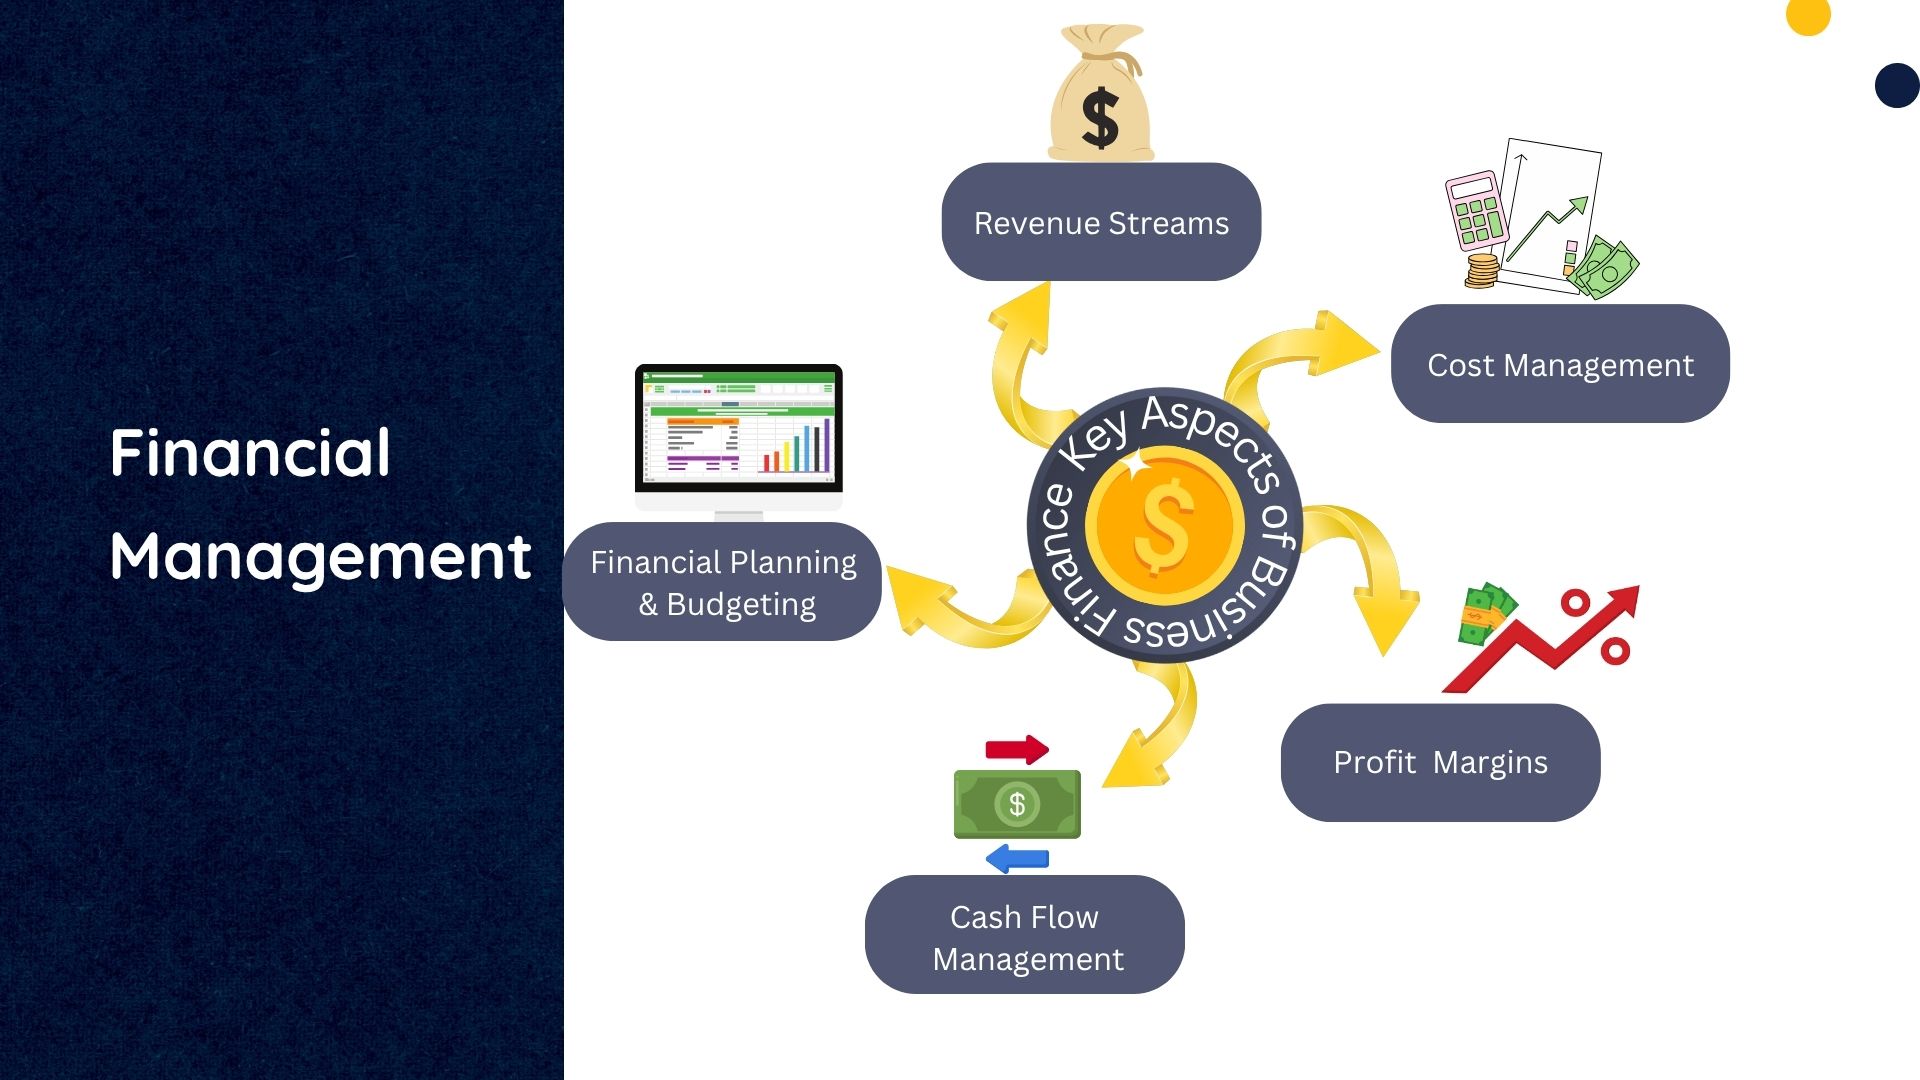 Financial
Management
Key Aspects of Business Finance
$
$
Revenue Streams
Cost Management
Profit  Margins
$
Cash Flow
Management
Financial Planning
& Budgeting